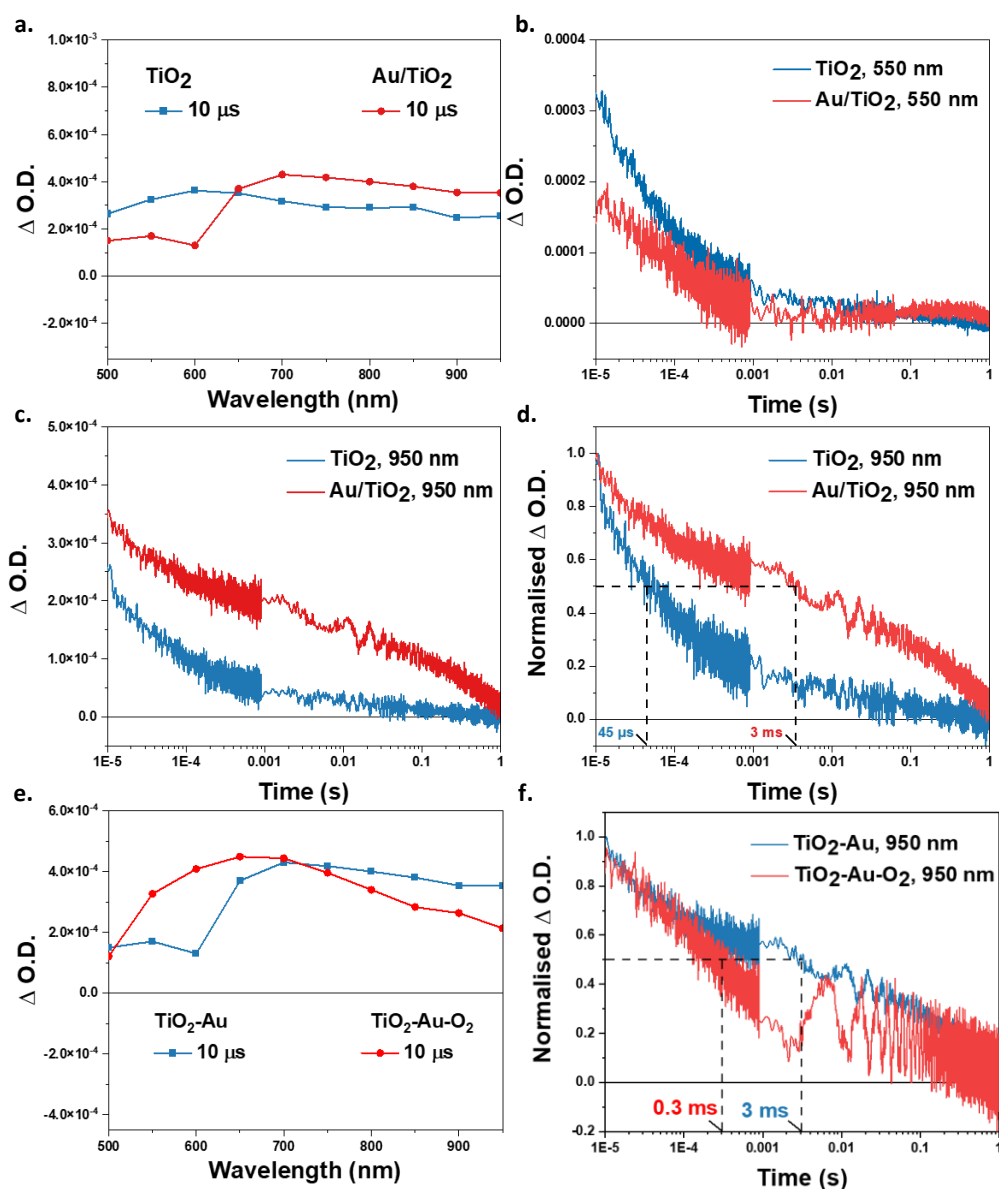 a.
1.0×10⁻³
8.0×10⁻⁴
6.0×10⁻⁴
4.0×10⁻⁴
2.0×10⁻⁴
0.0
-2.0×10⁻⁴
Δ O.D.
TiO₂ Au/TiO₂
10 µs 10 µs
500 600 700 800 900
Wavelength (nm)
b.
0.0004
0.0003
0.0002
0.0001
0.0000
Δ O.D.
TiO₂, 550 nm
Au/TiO₂, 550 nm
1E-5 1E-4 0.001 0.01 0.1 1
Time (s)
c.
5.0×10⁻⁴
4.0×10⁻⁴
3.0×10⁻⁴
2.0×10⁻⁴
1.0×10⁻⁴
0.0
Δ O.D.
TiO₂, 950 nm
Au/TiO₂, 950 nm
1E-5 1E-4 0.001 0.01 0.1 1
Time (s)
d.
1.0
0.8
0.6
0.4
0.2
0.0
Normalised Δ O.D.
TiO₂, 950 nm
Au/TiO₂, 950 nm
45 µs 3 ms
1E-5 1E-4 0.001 0.01 0.1 1
Time (s)
e.
6.0×10⁻⁴
4.0×10⁻⁴
2.0×10⁻⁴
0.0
-2.0×10⁻⁴
-4.0×10⁻⁴
Δ O.D.
TiO₂-Au TiO₂-Au-O₂
10 µs 10 µs
500 600 700 800 900
Wavelength (nm)
f.
1.0
0.8
0.6
0.4
0.2
0.0
Normalised Δ O.D.
TiO₂-Au, 950 nm
TiO₂-Au-O₂, 950 nm
0.3 ms 3 ms
1E-5 1E-4 0.001 0.01 0.1 1
Time (s)